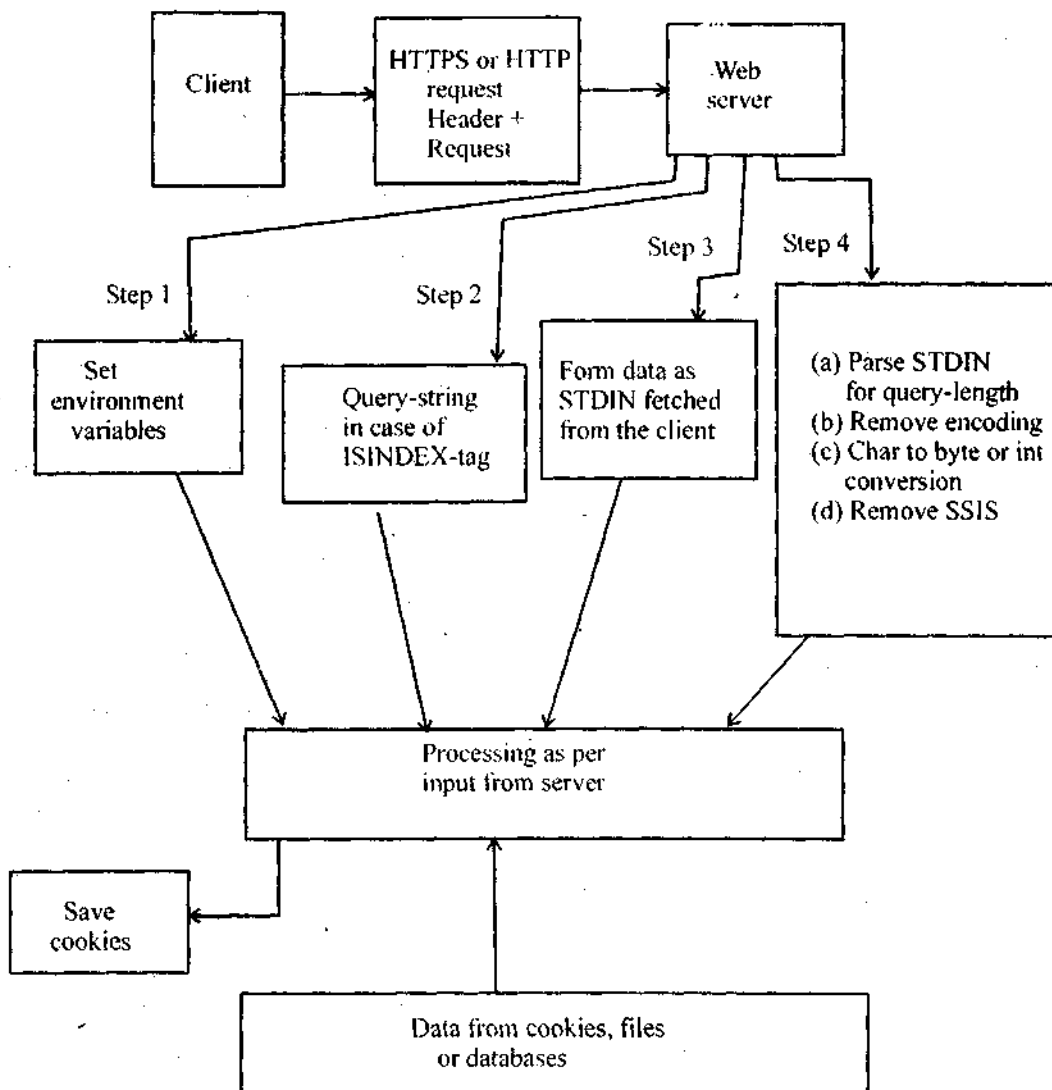 Client
HTTPS or HTTP
request
Header +
Request
Web
server
Step 1
Step 2
Step 3
Step 4
Set
environment
variables
Query-string
in case of
ISINDEX-tag
Form data as
STDIN fetched
from the client
(a) Parse STDIN
for query-length
(b) Remove encoding
(c) Char to byte or int
conversion
(d) Remove SSIS
Processing as per
input from server
Save
cookies
Data from cookies, files
or databases